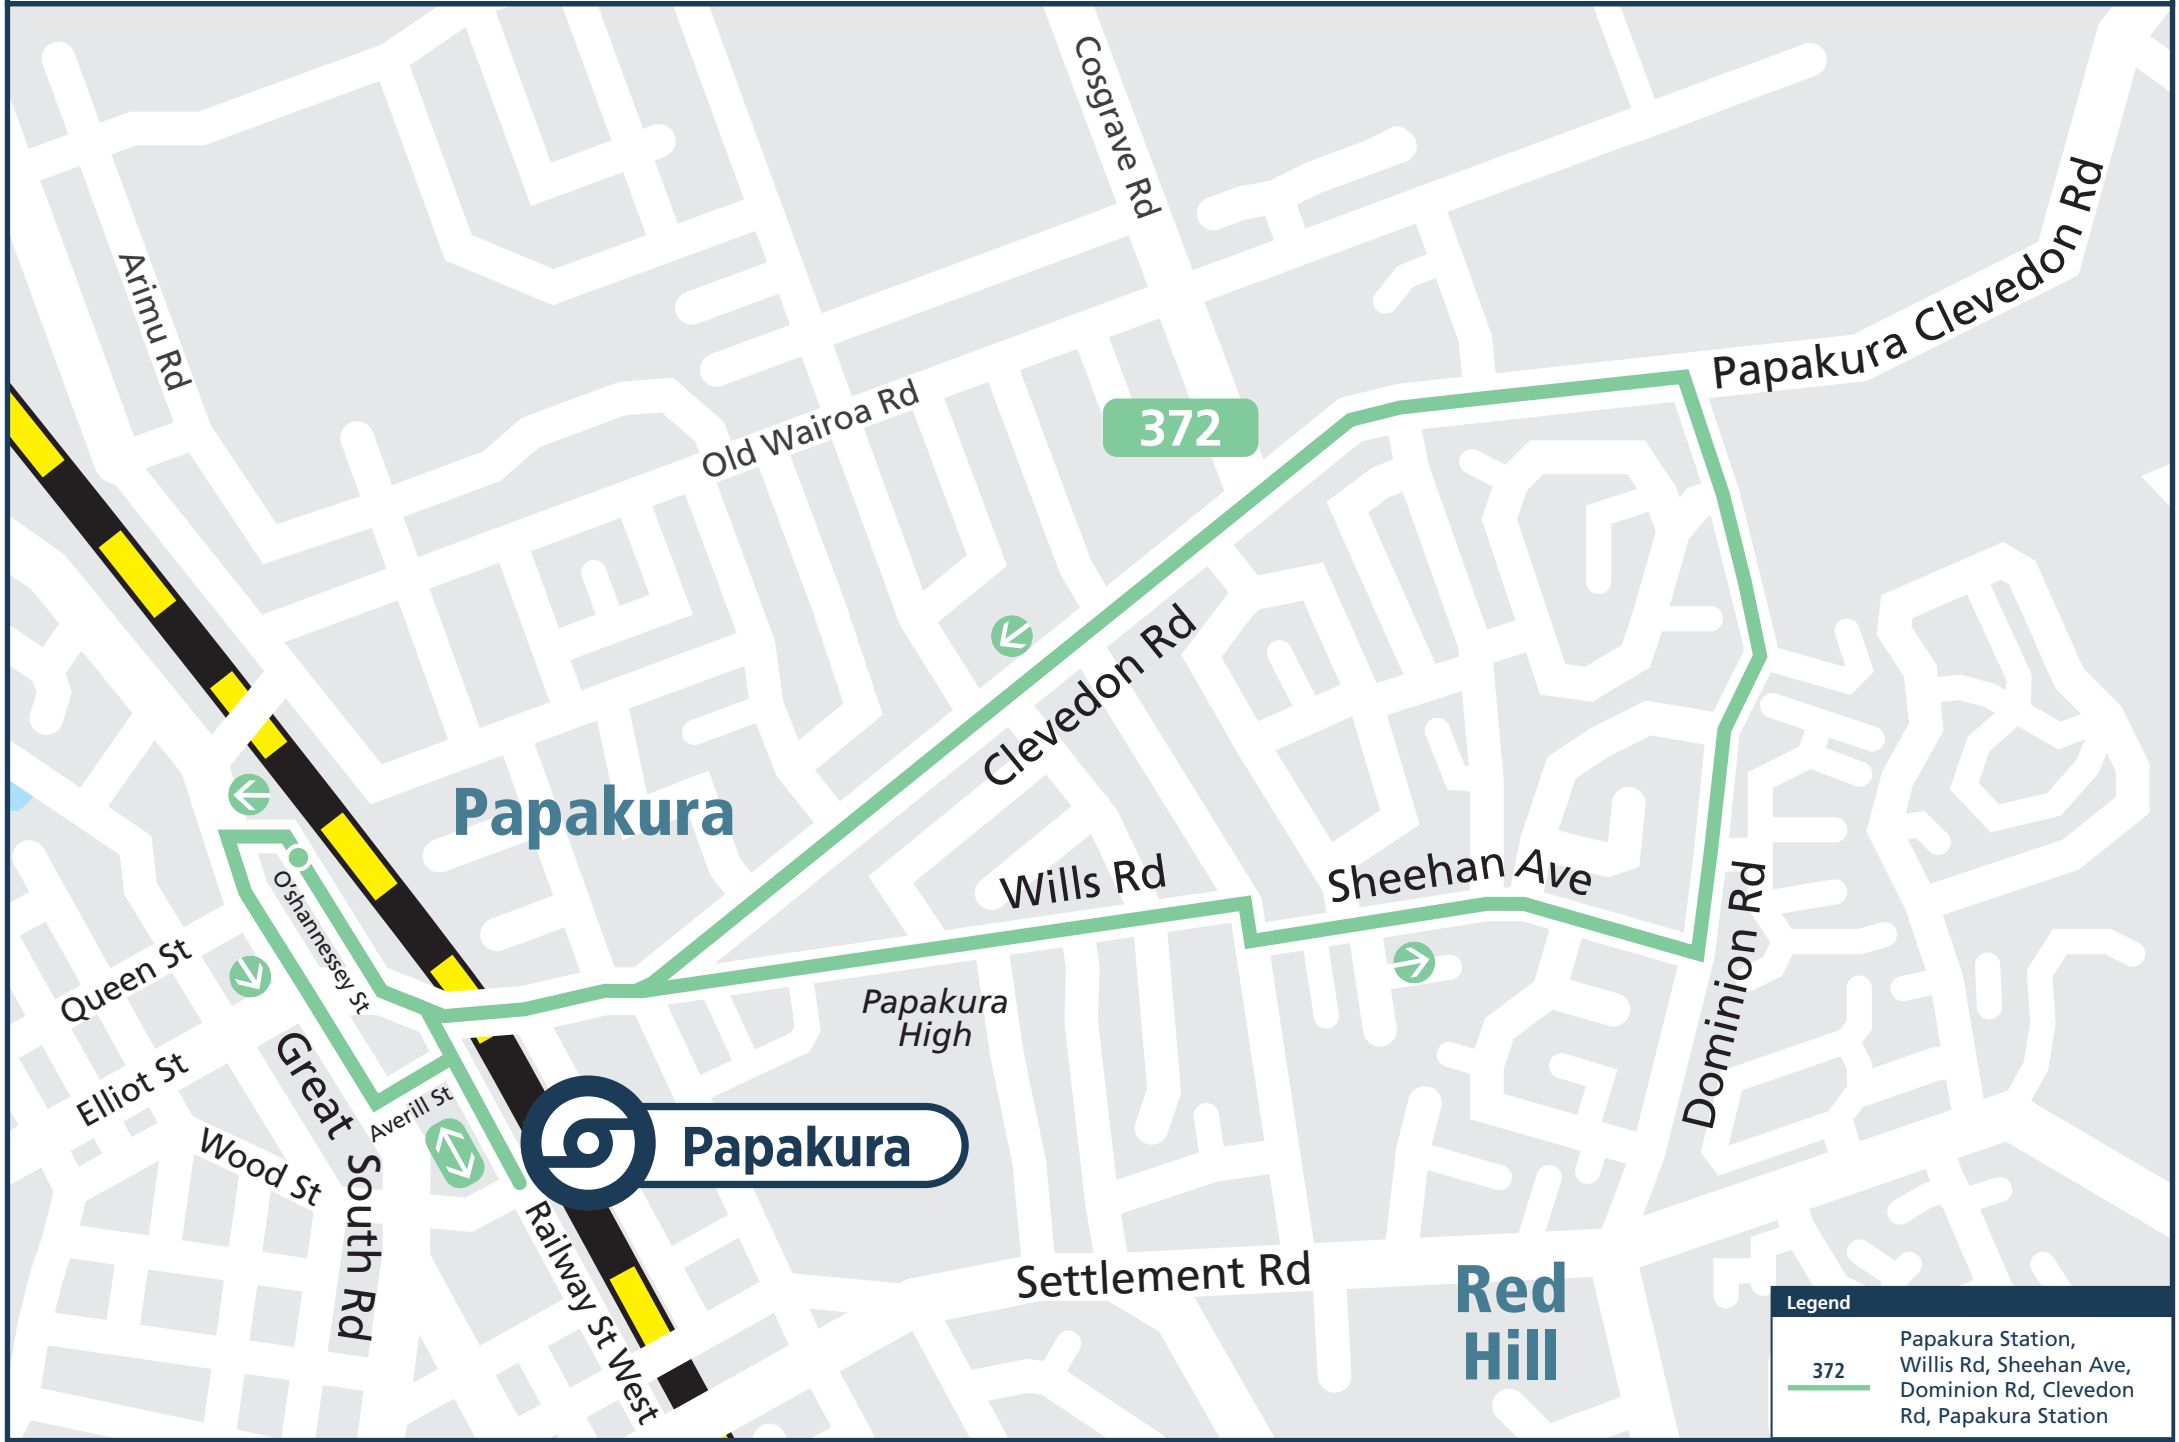 Cosgrave Rd
Papakura Clevedon Rd
Arimu Rd
Old Wairoa Rd
372
Clevedon Rd
Papakura
Wills Rd
Sheehan Ave
O'shannessey St
Queen St
Papakura
High
Dominion Rd
Elliot St
Great South Rd
Averill St
Wood St
Papakura
Railway St West
Settlement Rd
Red
Hill
Legend
372
Papakura Station,
Willis Rd, Sheehan Ave,
Dominion Rd, Clevedon
Rd, Papakura Station